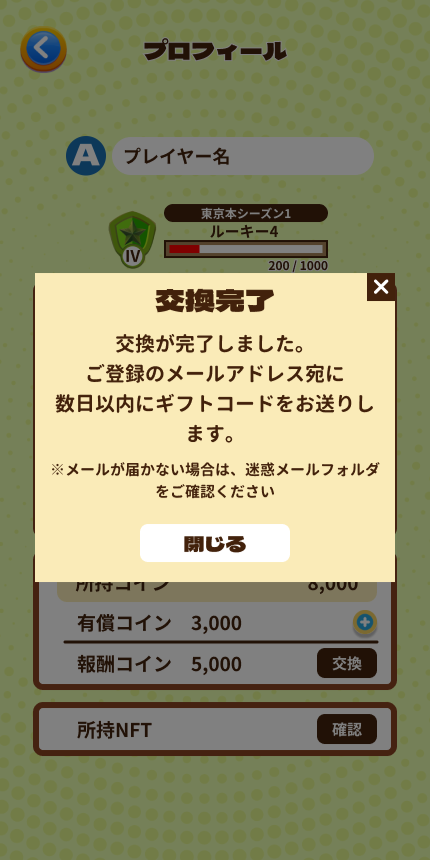 プロフィール
A プレイヤー名
東京本シーズン1
ルーキー4
IV
200 / 1000
交換完了
交換が完了しました。
ご登録のメールアドレス宛に
数日以内にギフトコードをお送りし
ます。
※メールが届かない場合は、迷惑メールフォルダ
をご確認ください
閉じる
所持コイン 8,000
有償コイン 3,000
報酬コイン 5,000 交換
所持NFT 確認